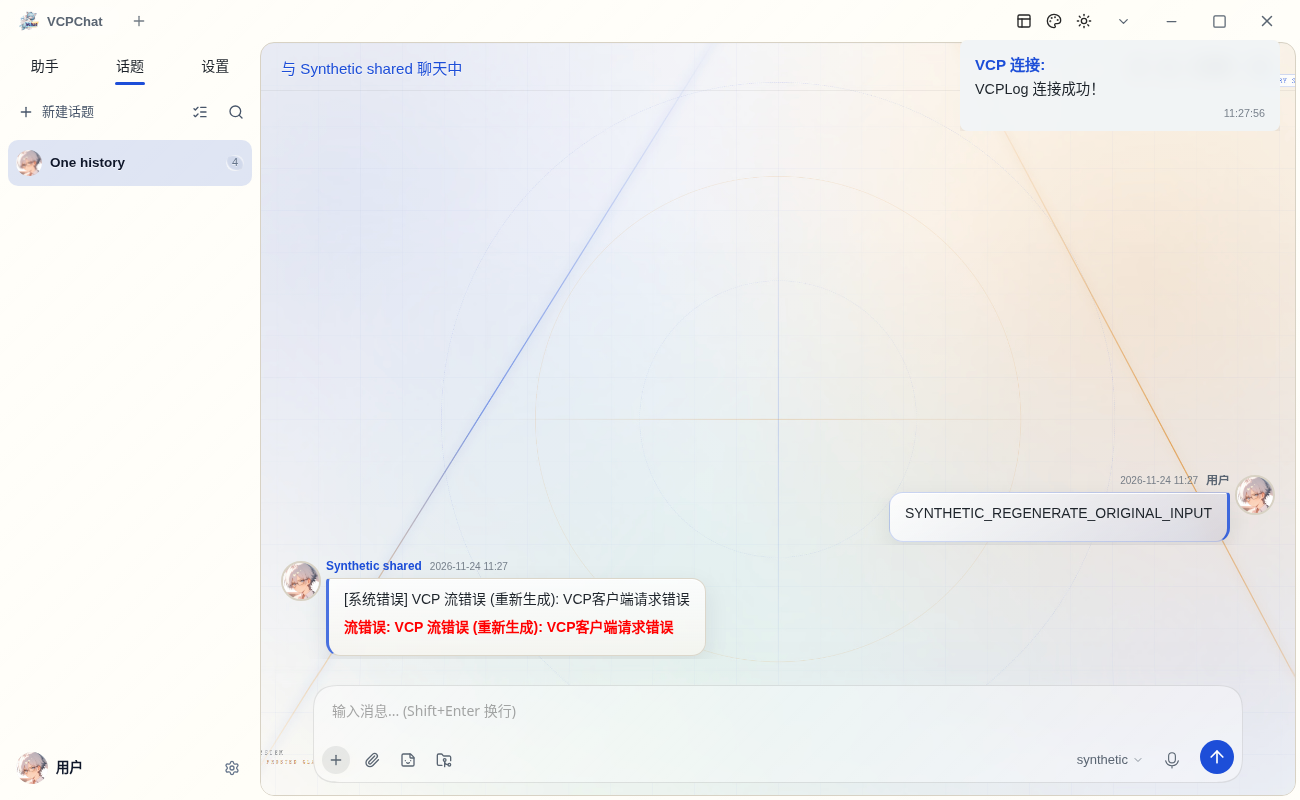 VCPChat
助手 话题 设置
新建话题
One history 4
用户
与 Synthetic shared 聊天中
VCP 连接:
VCPLog 连接成功!
11:27:56
2026-11-24 11:27 用户
SYNTHETIC_REGENERATE_ORIGINAL_INPUT
Synthetic shared 2026-11-24 11:27
[系统错误] VCP 流错误 (重新生成): VCP客户端请求错误
流错误: VCP 流错误 (重新生成): VCP客户端请求错误
输入消息... (Shift+Enter 换行)
synthetic